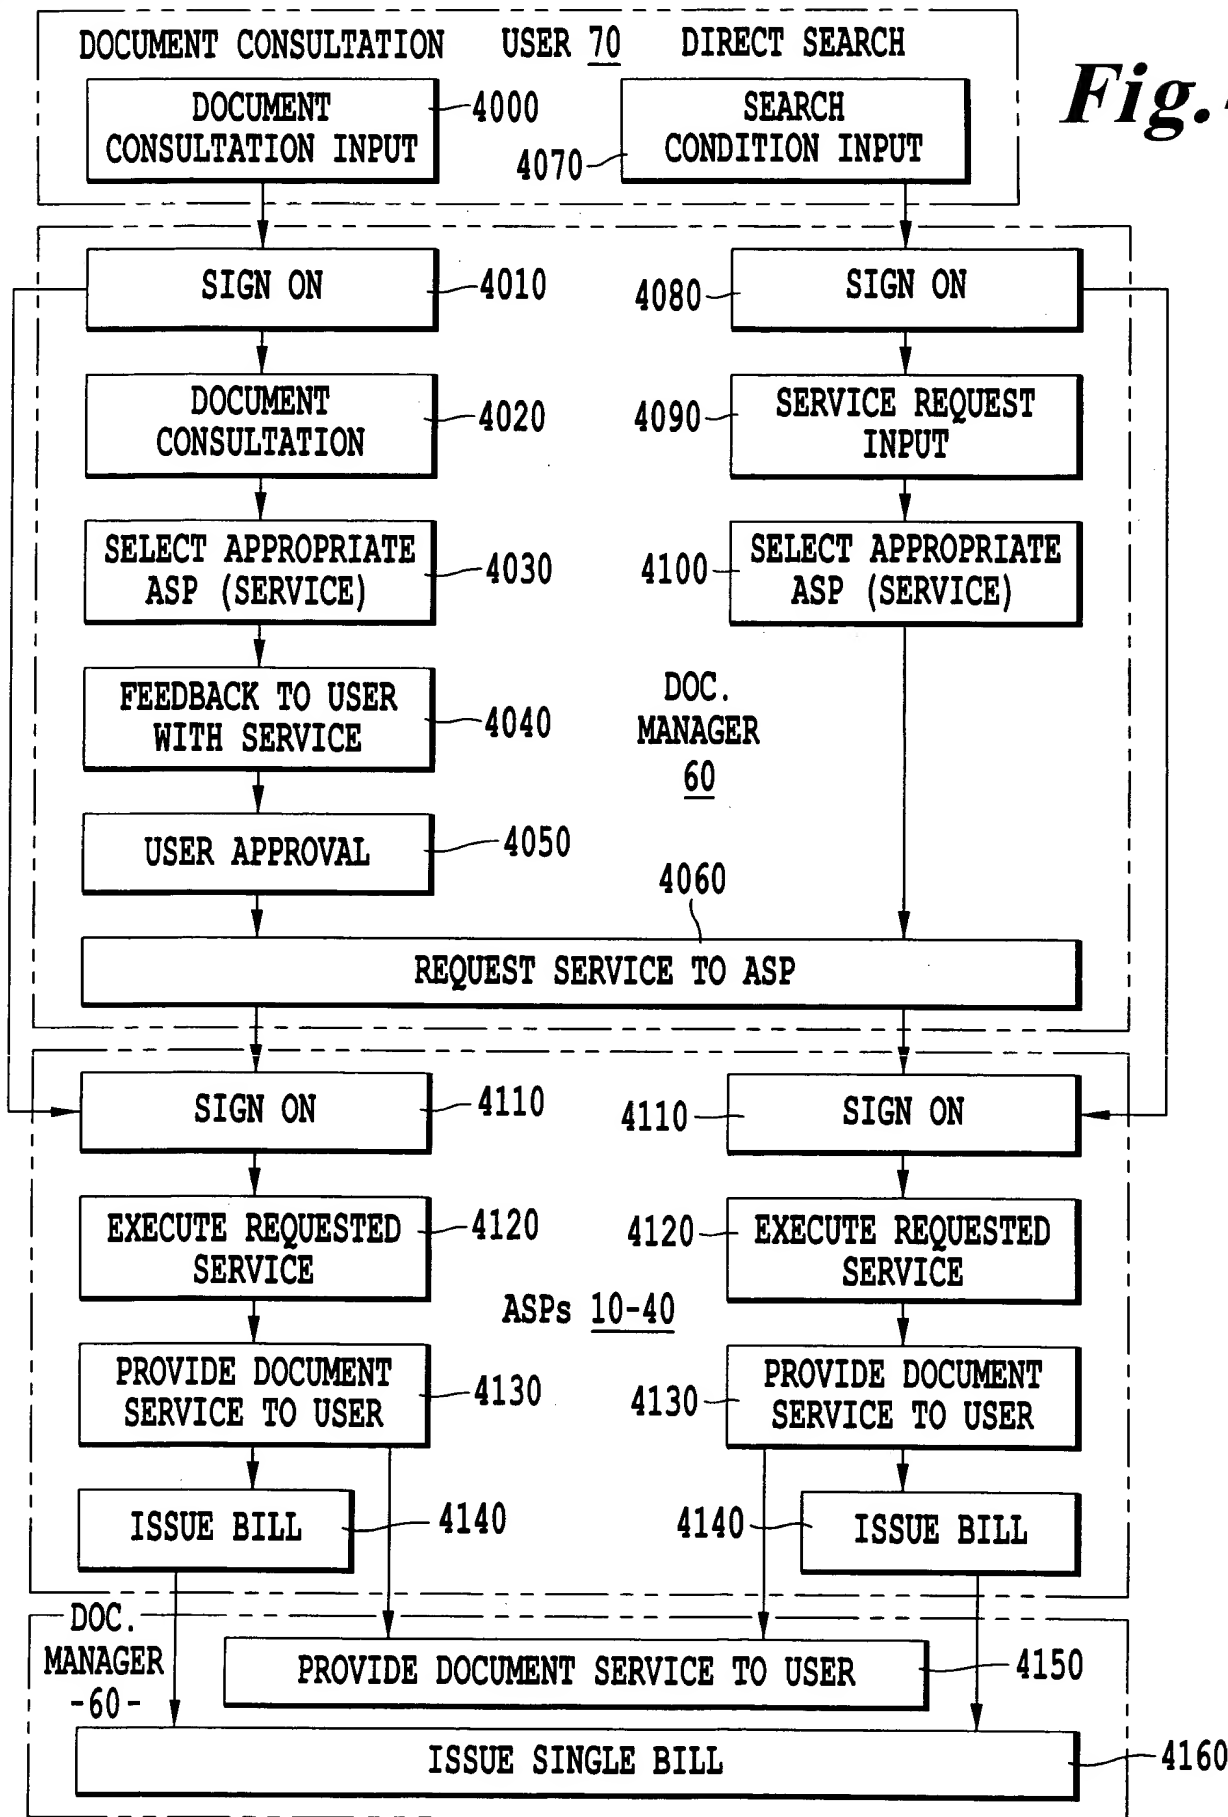 DOCUMENT CONSULTATION USER 70 DIRECT SEARCH
Fig.
DOCUMENT
CONSULTATION INPUT
4000
SEARCH
CONDITION INPUT
4070
SIGN ON
4010
4080
SIGN ON
DOCUMENT
CONSULTATION
4020
4090
SERVICE REQUEST
INPUT
SELECT APPROPRIATE
ASP (SERVICE)
4030
4100
SELECT APPROPRIATE
ASP (SERVICE)
FEEDBACK TO USER
WITH SERVICE
4040
DOC.
MANAGER
60
USER APPROVAL
4050
4060
REQUEST SERVICE TO ASP
SIGN ON
4110
4110
SIGN ON
EXECUTE REQUESTED
SERVICE
4120
4120
EXECUTE REQUESTED
SERVICE
ASPs 10-40
PROVIDE DOCUMENT
SERVICE TO USER
4130
4130
PROVIDE DOCUMENT
SERVICE TO USER
ISSUE BILL
4140
4140
ISSUE BILL
DOC.
MANAGER
-60-
PROVIDE DOCUMENT SERVICE TO USER
4150
ISSUE SINGLE BILL
4160